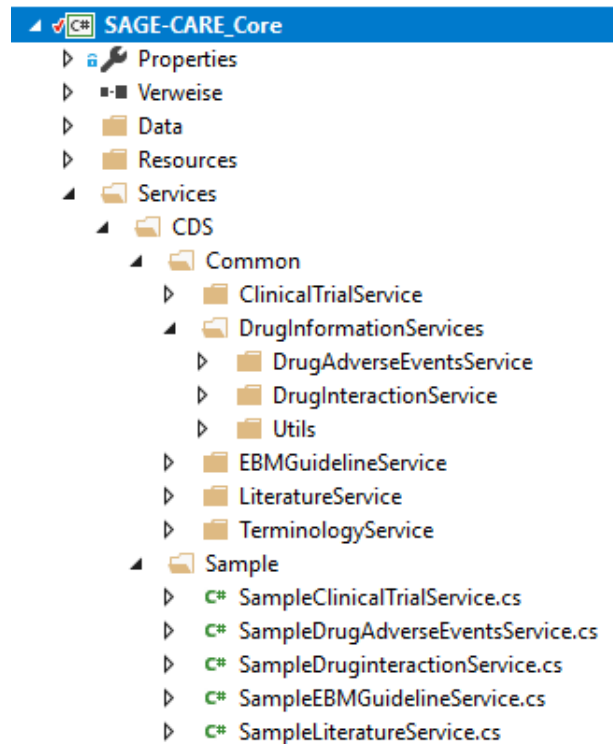 C# SAGE-CARE_Core
Properties
Verweise
Data
Resources
Services
CDS
Common
ClinicalTrialService
DrugInformationServices
DrugAdverseEventsService
DrugInteractionService
Utils
EBMGuidelineService
LiteratureService
TerminologyService
Sample
C# SampleClinicalTrialService.cs
C# SampleDrugAdverseEventsService.cs
C# SampleDruginteractionService.cs
C# SampleEBMGuidelineService.cs
C# SampleLiteratureService.cs